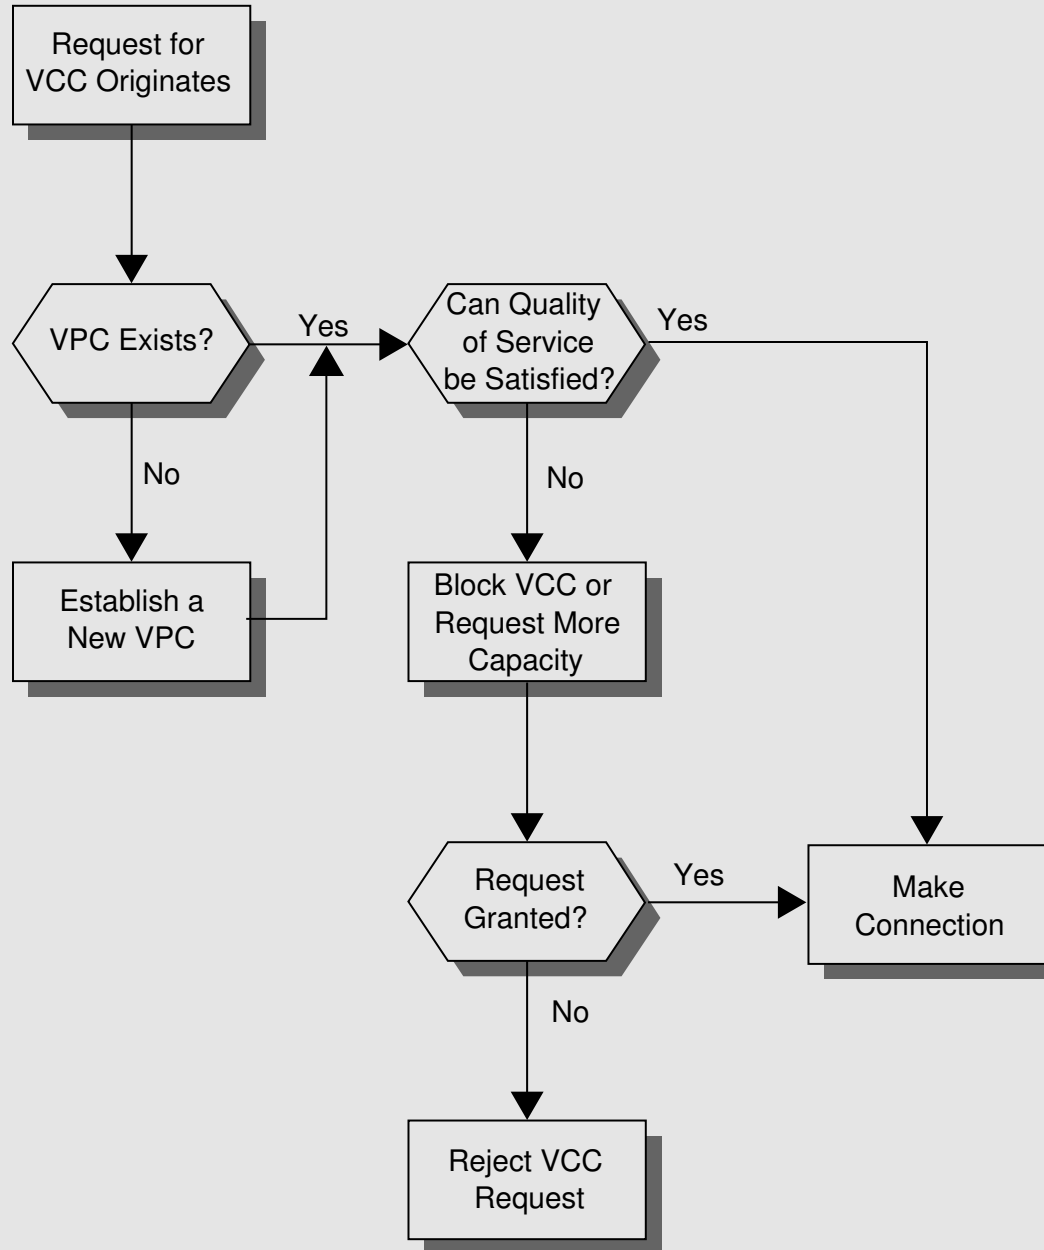 Request for
VCC Originates
VPC Exists?
Yes
Can Quality
of Service
be Satisfied?
Yes
No
No
Establish a
New VPC
Block VCC or
Request More
Capacity
Request
Granted?
Yes
Make
Connection
No
Reject VCC
Request